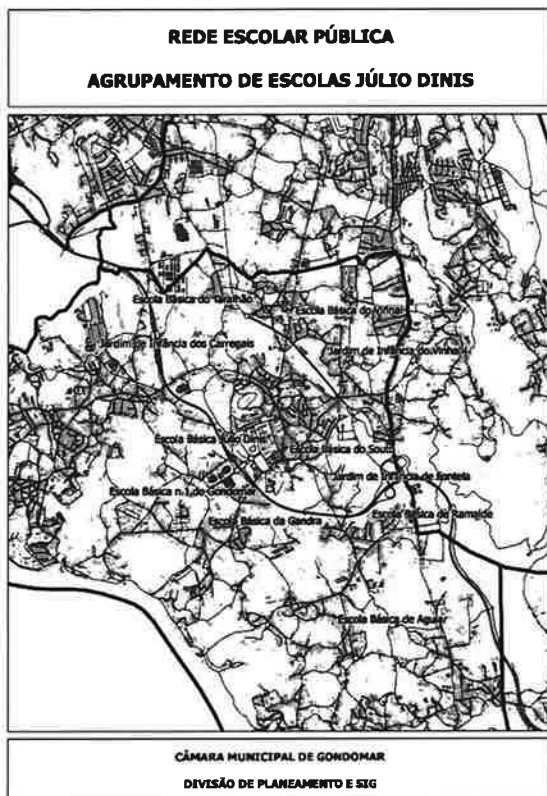 REDE ESCOLAR PÚBLICA
AGRUPAMENTO DE ESCOLAS JÚLIO DINIS
Escola Básica do Taralhão
Escola Básica do Vinhal
Jardim de Infância dos Carregais
Jardim de Infância do Vinhal
Escola Básica Júlio Dinis
Escola Básica do Souto
Jardim de Infância de Fontela
Escola Básica n.1 de Gondomar
Escola Básica de Ramalde
Escola Básica da Gandra
Escola Básica de Aguiar
CÂMARA MUNICIPAL DE GONDOMAR
DIVISÃO DE PLANEAMENTO E SIG